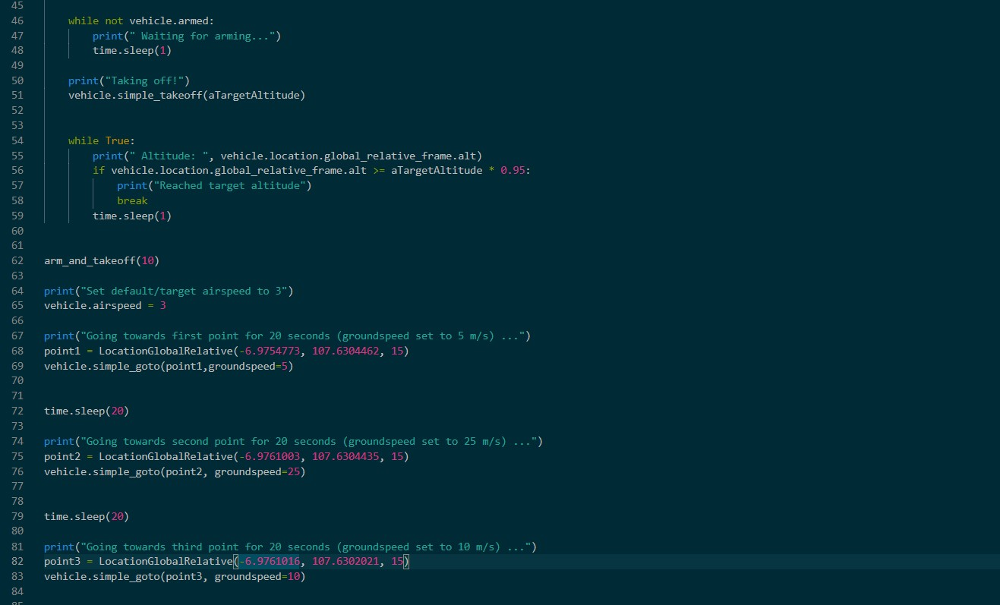 45
46 while not vehicle.armed:
47 print(" Waiting for arming...")
48 time.sleep(1)
49
50 print("Taking off!")
51 vehicle.simple_takeoff(aTargetAltitude)
52
53
54 while True:
55 print(" Altitude: ", vehicle.location.global_relative_frame.alt)
56 if vehicle.location.global_relative_frame.alt >= aTargetAltitude * 0.95:
57 print("Reached target altitude")
58 break
59 time.sleep(1)
60
61
62 arm_and_takeoff(10)
63
64 print("Set default/target airspeed to 3")
65 vehicle.airspeed = 3
66
67 print("Going towards first point for 20 seconds (groundspeed set to 5 m/s) ...")
68 point1 = LocationGlobalRelative(-6.9754773, 107.6304462, 15)
69 vehicle.simple_goto(point1,groundspeed=5)
70
71
72 time.sleep(20)
73
74 print("Going towards second point for 20 seconds (groundspeed set to 25 m/s) ...")
75 point2 = LocationGlobalRelative(-6.9761003, 107.6304435, 15)
76 vehicle.simple_goto(point2, groundspeed=25)
77
78
79 time.sleep(20)
80
81 print("Going towards third point for 20 seconds (groundspeed set to 10 m/s) ...")
82 point3 = LocationGlobalRelative(-6.9761016, 107.6302021, 15)
83 vehicle.simple_goto(point3, groundspeed=10)
84
85